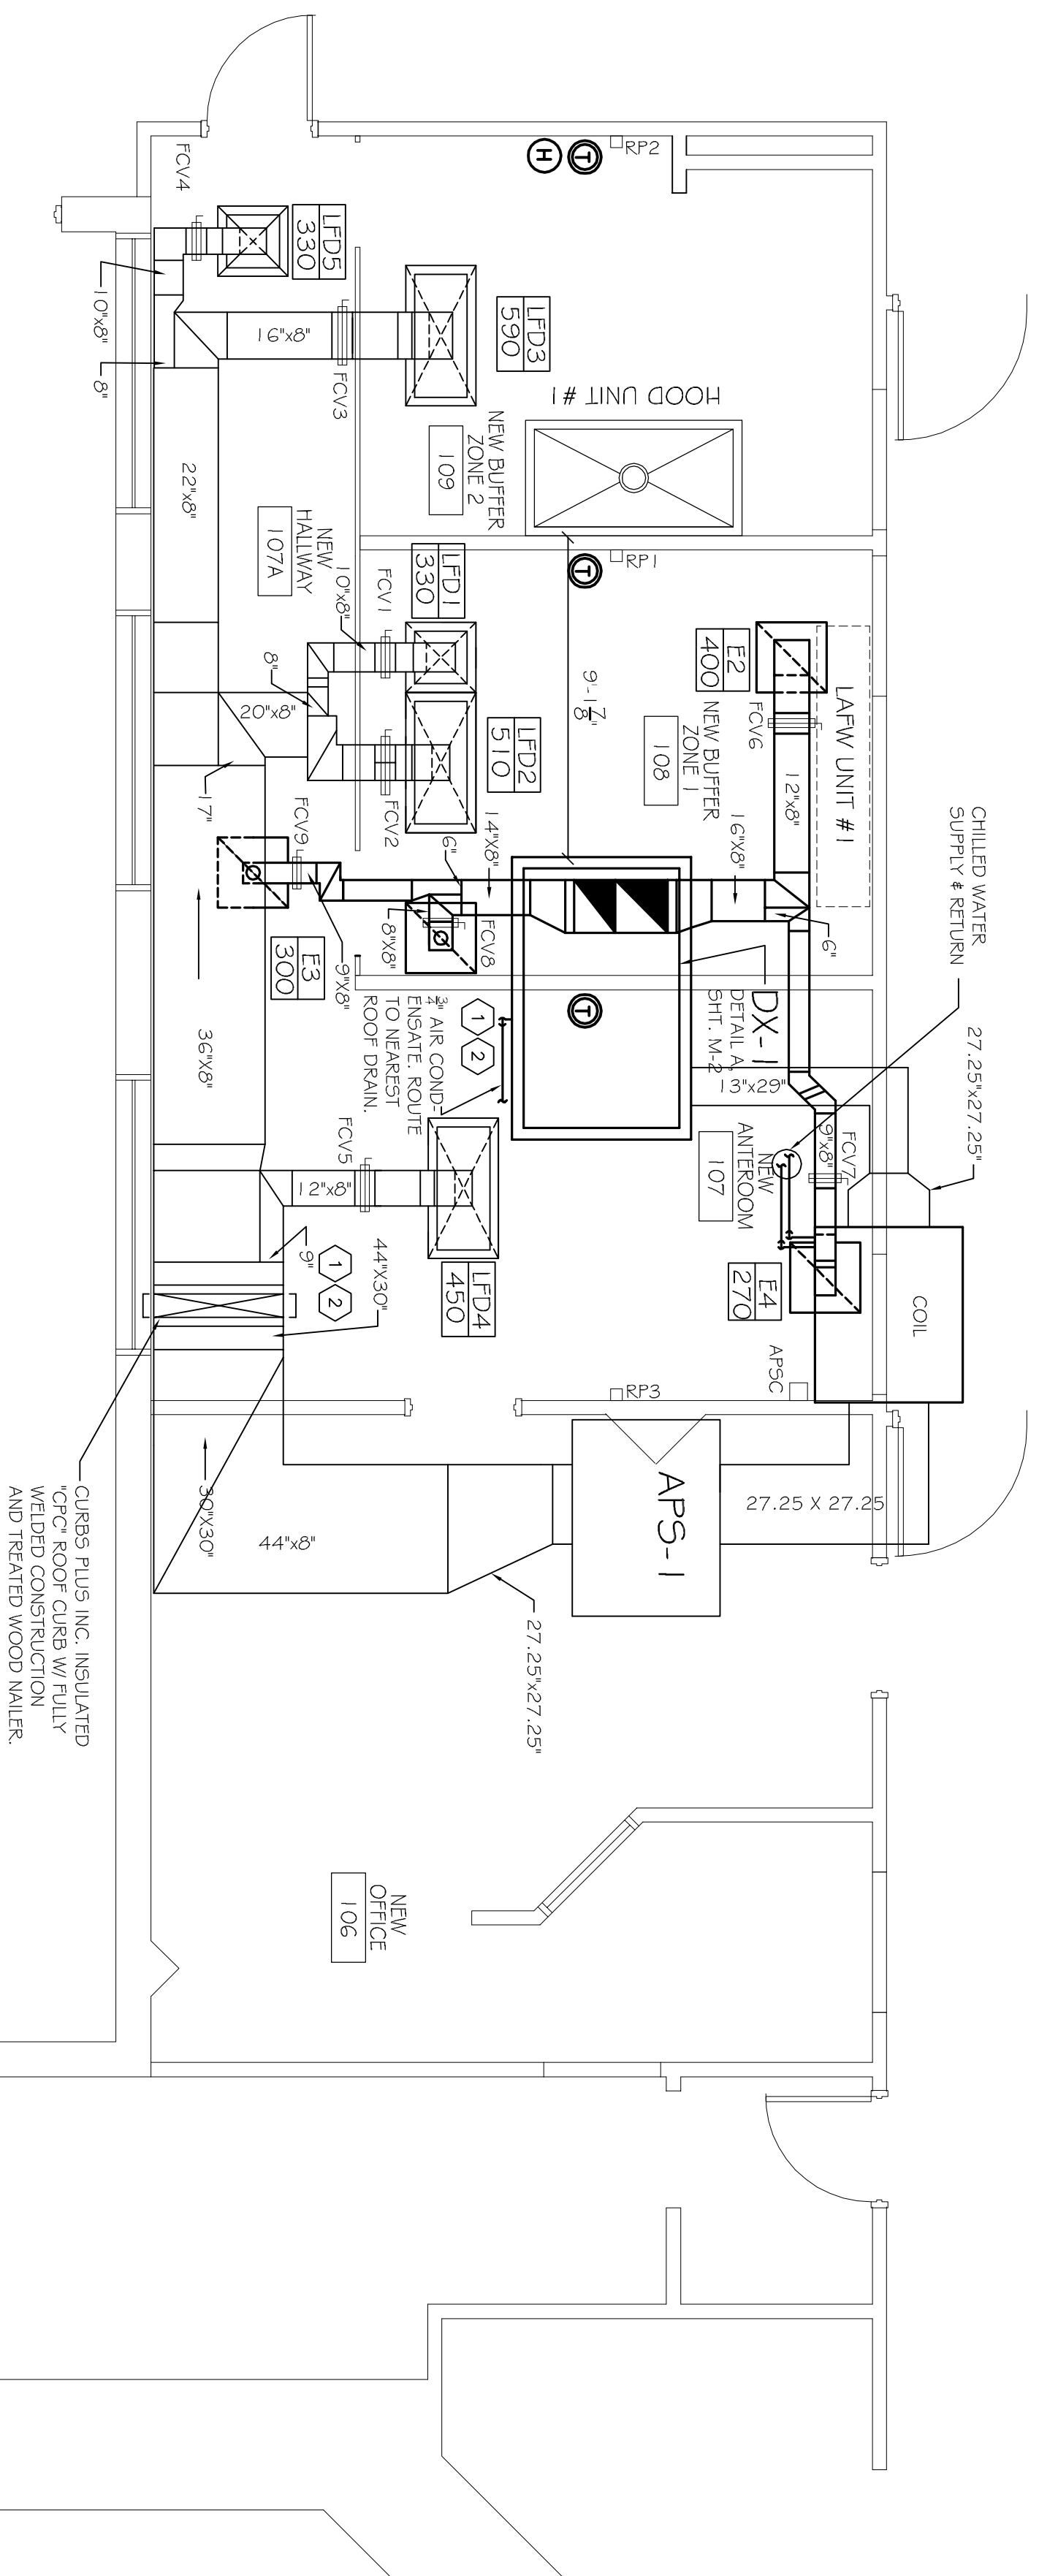 RP2
T
H
FCV4
LFD5
330
10"x8"
8"
16"x8"
FCV3
LFD3
590
HOOD UNIT #1
NEW BUFFER
ZONE 2
109
22"x8"
NEW
HALLWAY
107A
RP1
T
LFD1
330
FCV1
10"x8"
8"
20"x8"
17"
LFD2
510
FCV2
9'-1 7/8"
E2
400
FCV6
LAFW UNIT #1
NEW BUFFER
ZONE 1
108
12"x8"
16"X8"
14"X8"
6"
6"
FCV9
FCV8
8"X8"
E3
300
9"X8"
36"X8"
CHILLED WATER
SUPPLY & RETURN
27.25"x27.25"
DX-1
DETAIL A,
SHT. M-2
T
1
2
3/4" AIR COND-
ENSATE. ROUTE
TO NEAREST
ROOF DRAIN.
13"x29"
FCV7
9"x8"
NEW
ANTEROOM
107
FCV5
12"x8"
LFD4
450
E4
270
COIL
APSC
9"
1
2
44"X30"
RP3
APS-1
27.25 X 27.25
30"X30"
44"x8"
27.25"x27.25"
CURBS PLUS INC. INSULATED
"CPC" ROOF CURB W/ FULLY
WELDED CONSTRUCTION
AND TREATED WOOD NAILER.
NEW
OFFICE
106